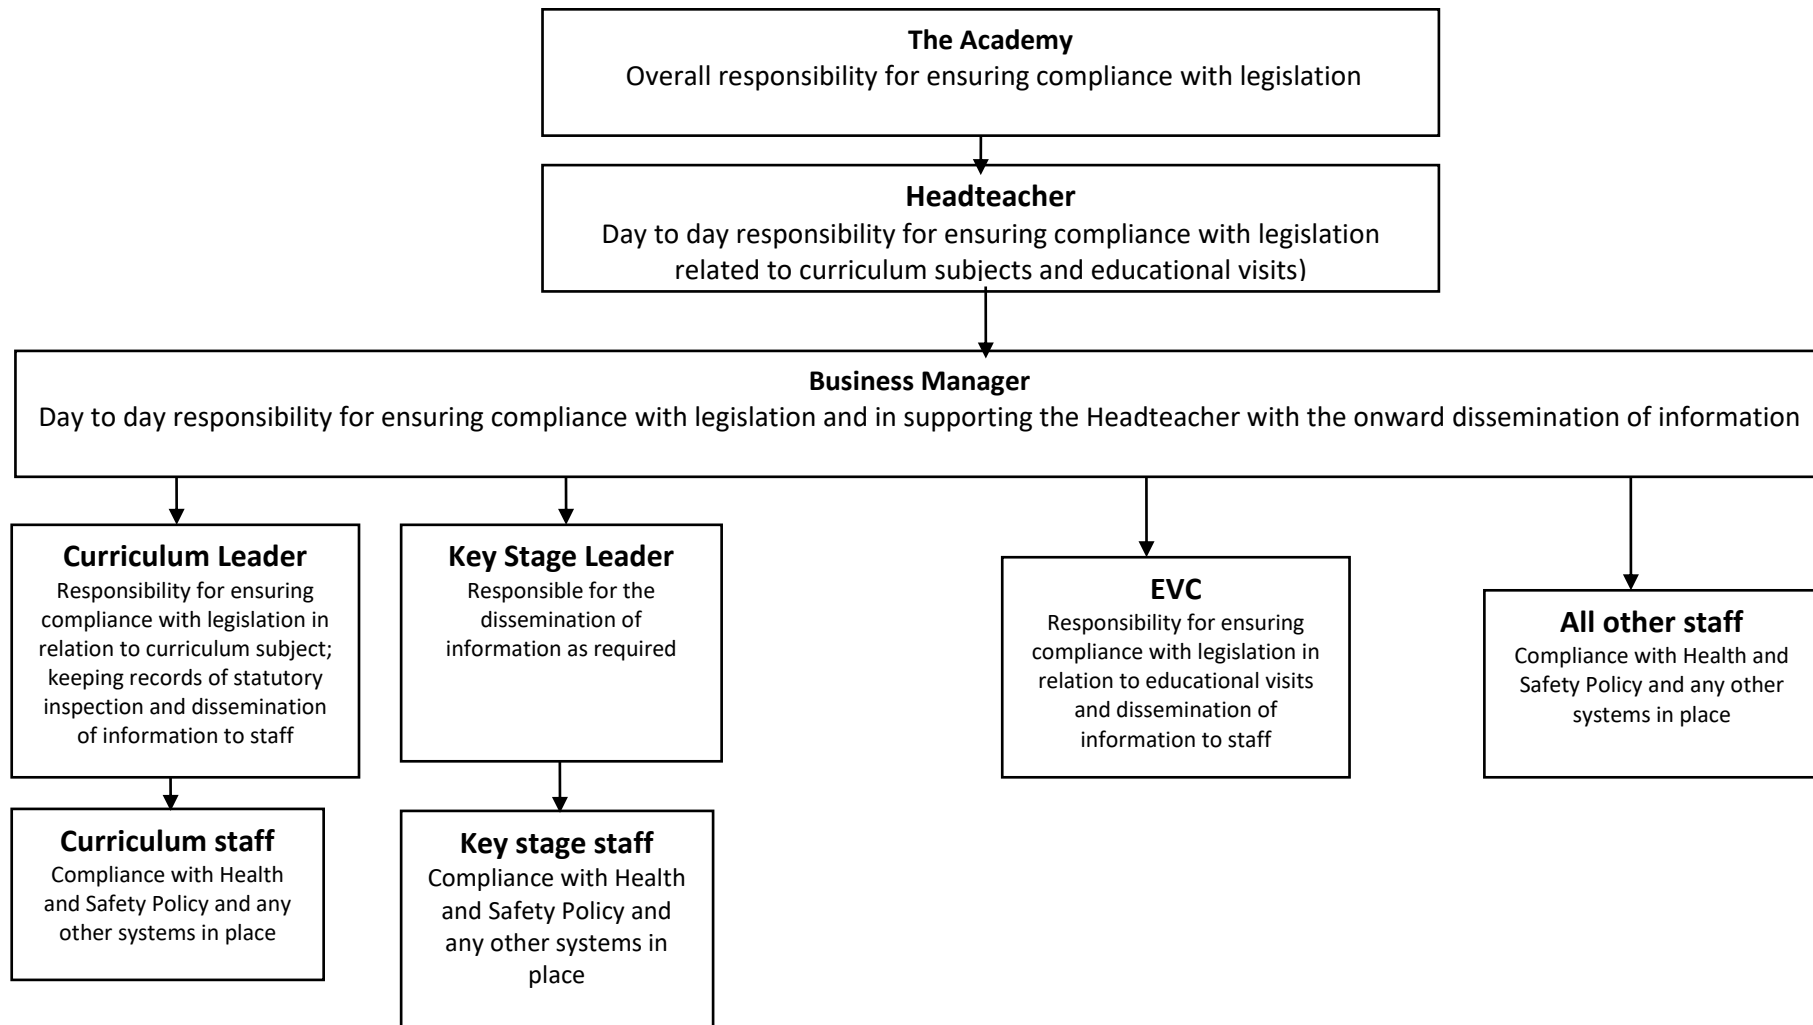 The Academy
Overall responsibility for ensuring compliance with legislation
Headteacher
Day to day responsibility for ensuring compliance with legislation
related to curriculum subjects and educational visits)
Business Manager
Day to day responsibility for ensuring compliance with legislation and in supporting the Headteacher with the onward dissemination of information
Curriculum Leader
Responsibility for ensuring
compliance with legislation in
relation to curriculum subject;
keeping records of statutory
inspection and dissemination
of information to staff
Key Stage Leader
Responsible for the
dissemination of
information as required
EVC
Responsibility for ensuring
compliance with legislation in
relation to educational visits
and dissemination of
information to staff
All other staff
Compliance with Health and
Safety Policy and any other
systems in place
Curriculum staff
Compliance with Health
and Safety Policy and any
other systems in place
Key stage staff
Compliance with Health
and Safety Policy and
any other systems in
place